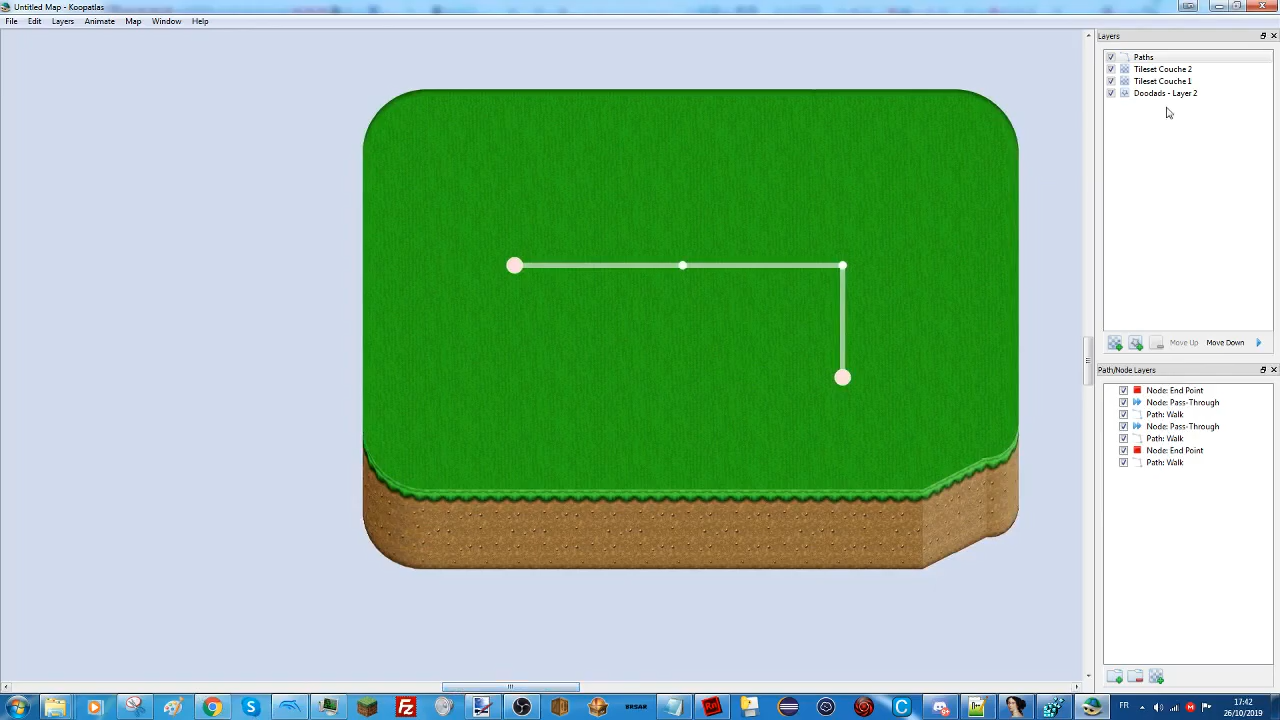 Untitled Map - Koopatlas
File Edit Layers Animate Map Window Help
Layers
Paths
Tileset Couche 2
Tileset Couche 1
Doodads - Layer 2
Move Up Move Down
Path/Node Layers
Node: End Point
Node: Pass-Through
Path: Walk
Node: Pass-Through
Path: Walk
Node: End Point
Path: Walk
BRSAR
FR
17:42
26/10/2019